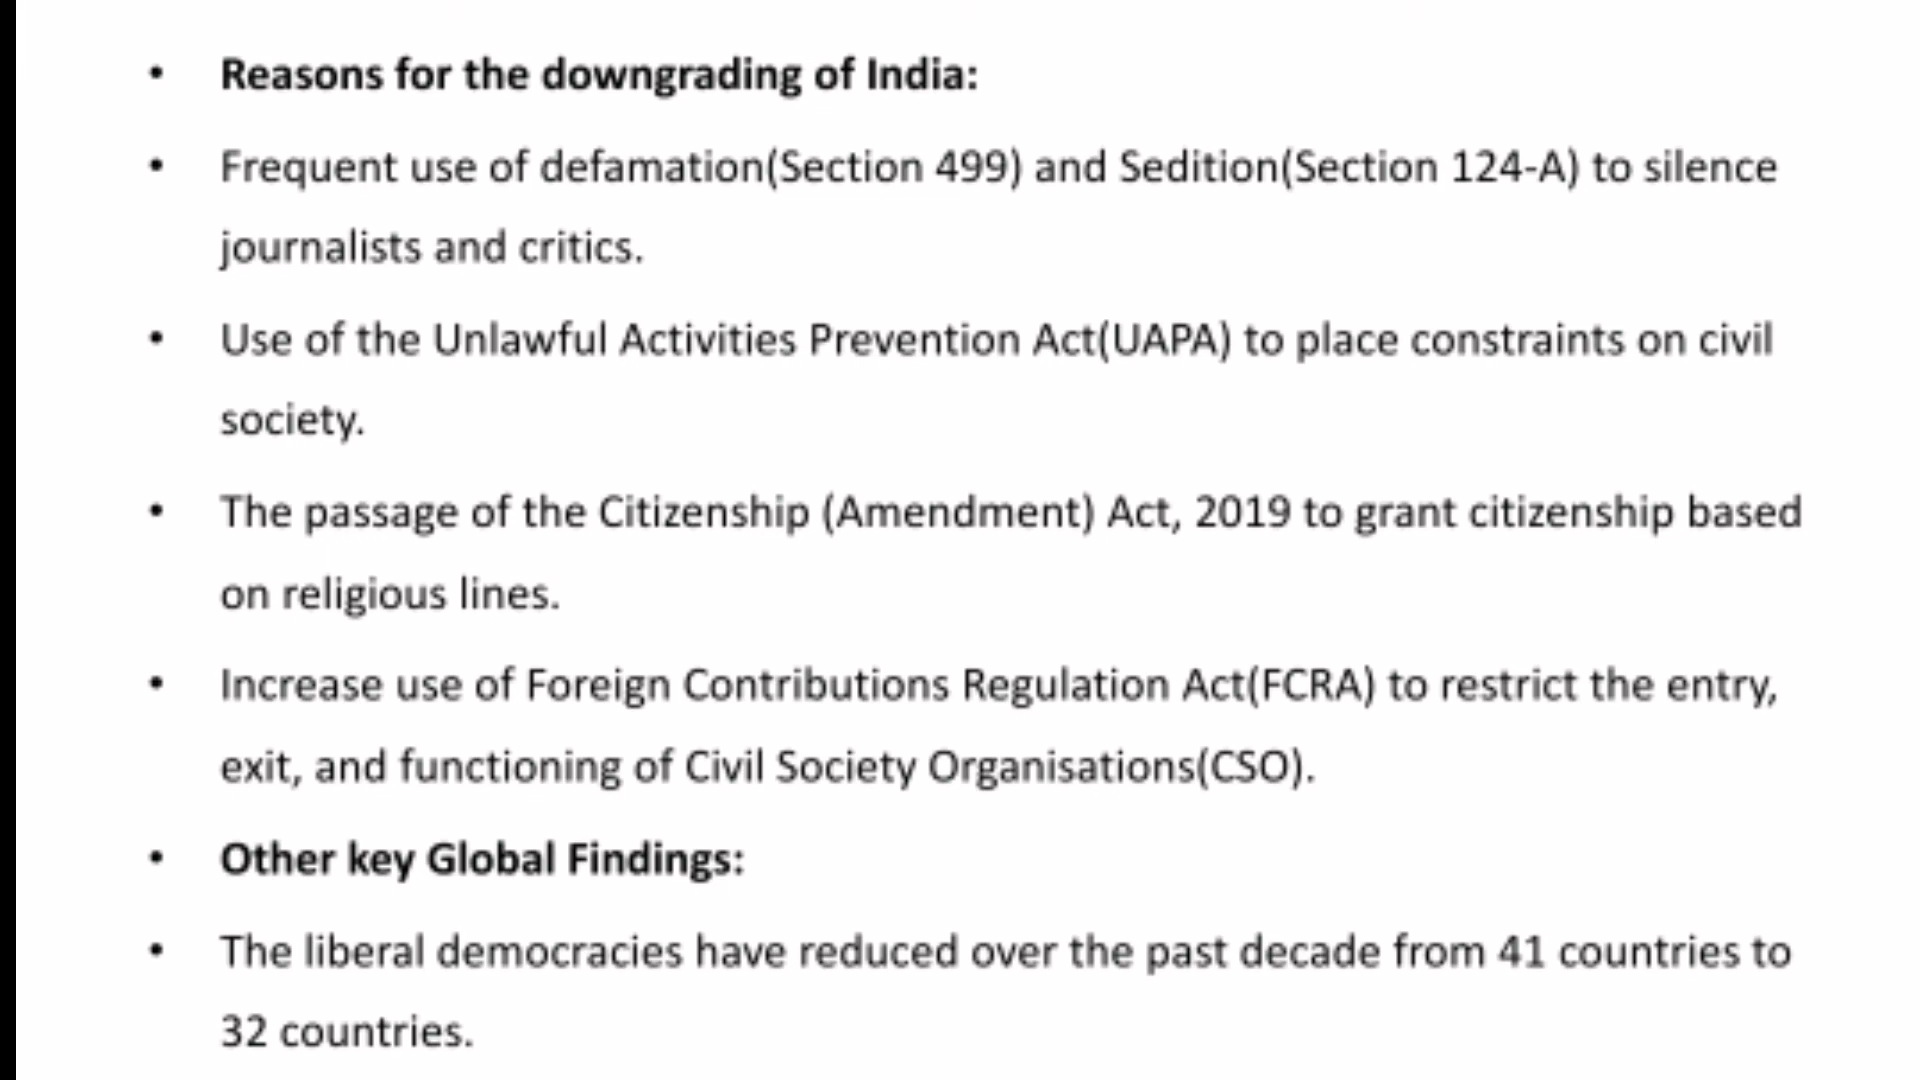 • Reasons for the downgrading of India:
• Frequent use of defamation(Section 499) and Sedition(Section 124-A) to silence
journalists and critics.
• Use of the Unlawful Activities Prevention Act(UAPA) to place constraints on civil
society.
• The passage of the Citizenship (Amendment) Act, 2019 to grant citizenship based
on religious lines.
• Increase use of Foreign Contributions Regulation Act(FCRA) to restrict the entry,
exit, and functioning of Civil Society Organisations(CSO).
• Other key Global Findings:
• The liberal democracies have reduced over the past decade from 41 countries to
32 countries.